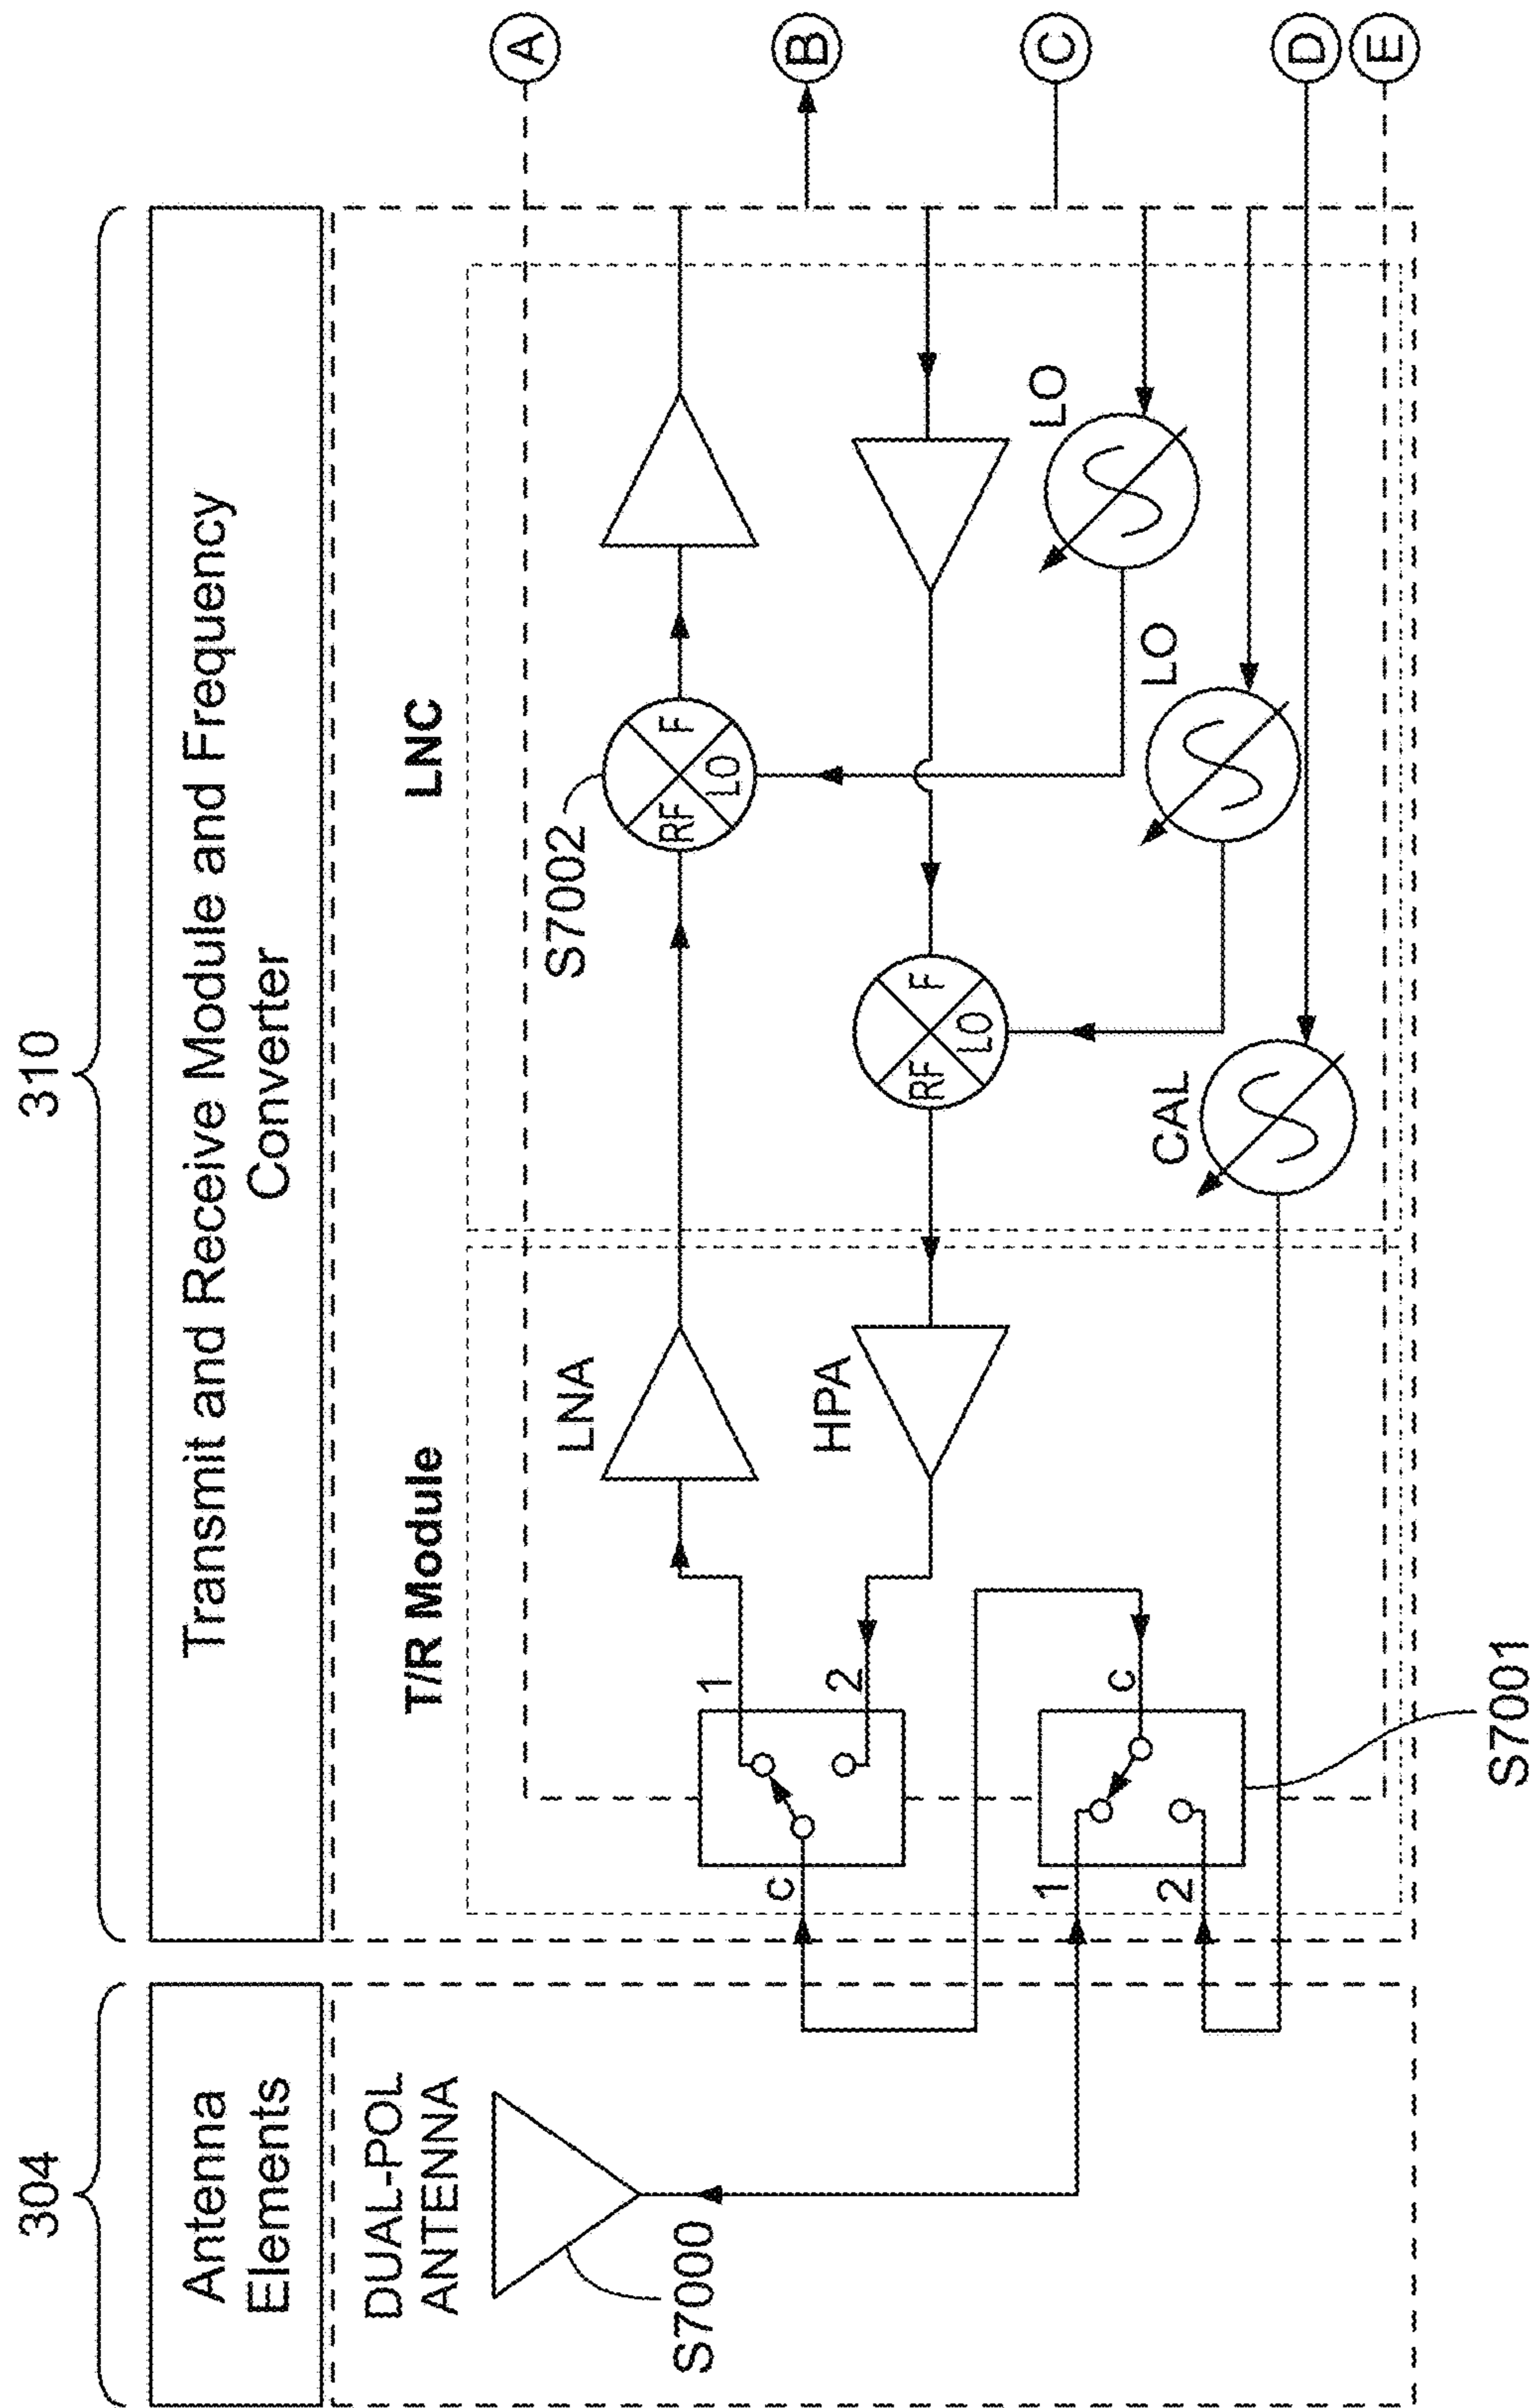 304
310
Antenna
Elements
Transmit and Receive Module and Frequency
Converter
DUAL-POL
ANTENNA
T/R Module
LNC
S7000
S7001
S7002
c
1
2
1
2
c
LNA
HPA
RF
F
LO
RF
F
LO
LO
LO
CAL
A
B
C
D
E